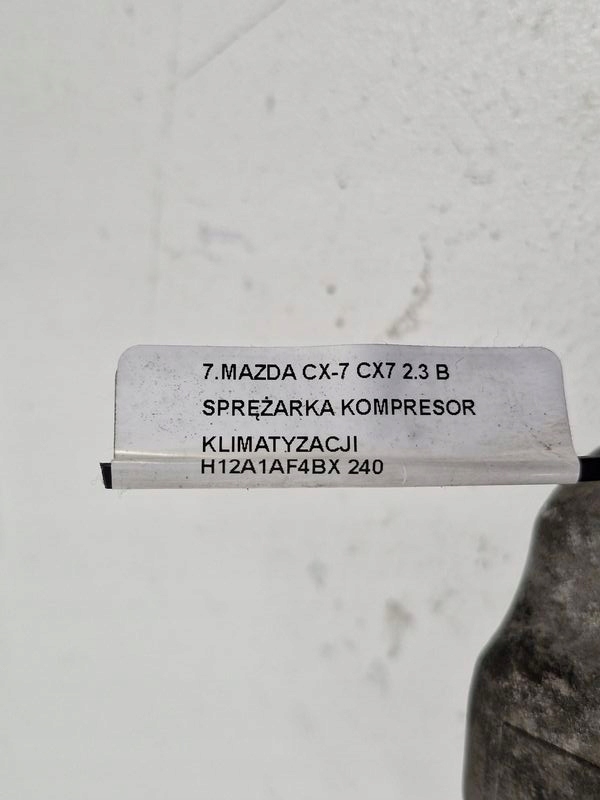 7.MAZDA CX-7 CX7 2.3 B
SPRĘŻARKA KOMPRESOR
KLIMATYZACJI
H12A1AF4BX 240